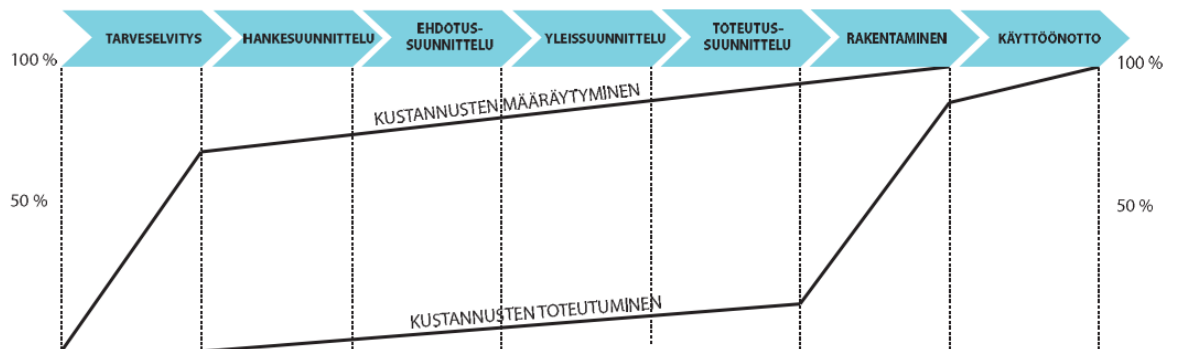 TARVESELVITYS
HANKESUUNNITTELU
EHDOTUS-
SUUNNITTELU
YLEISSUUNNITTELU
TOTEUTUS-
SUUNNITTELU
RAKENTAMINEN
KÄYTTÖÖNOTTO
100 %
100 %
KUSTANNUSTEN MÄÄRÄYTYMINEN
50 %
50 %
KUSTANNUSTEN TOTEUTUMINEN